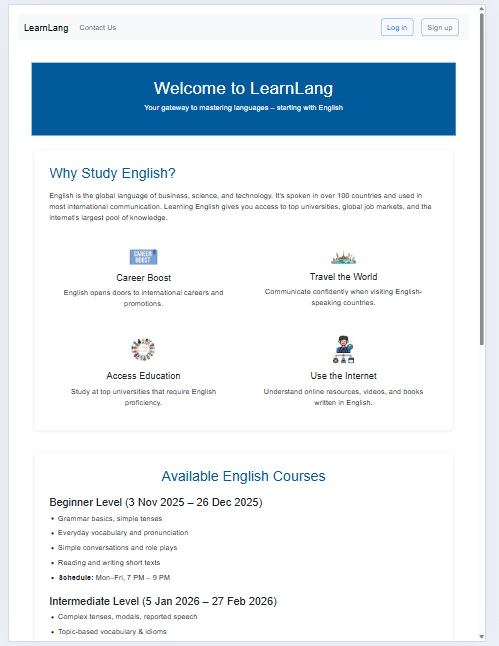 LearnLang Contact Us Log in Sign up
Welcome to LearnLang
Your gateway to mastering languages – starting with English
Why Study English?
English is the global language of business, science, and technology. It's spoken in over 100 countries and used in
most international communication. Learning English gives you access to top universities, global job markets, and the
internet's largest pool of knowledge.
CAREER
BOOST
Career Boost
English opens doors to international careers and
promotions.
Travel the World
Communicate confidently when visiting English-
speaking countries.
Access Education
Study at top universities that require English
proficiency.
Use the Internet
Understand online resources, videos, and books
written in English.
Available English Courses
Beginner Level (3 Nov 2025 – 26 Dec 2025)
• Grammar basics, simple tenses
• Everyday vocabulary and pronunciation
• Simple conversations and role plays
• Reading and writing short texts
• Schedule: Mon–Fri, 7 PM – 9 PM
Intermediate Level (5 Jan 2026 – 27 Feb 2026)
• Complex tenses, modals, reported speech
• Topic-based vocabulary & idioms